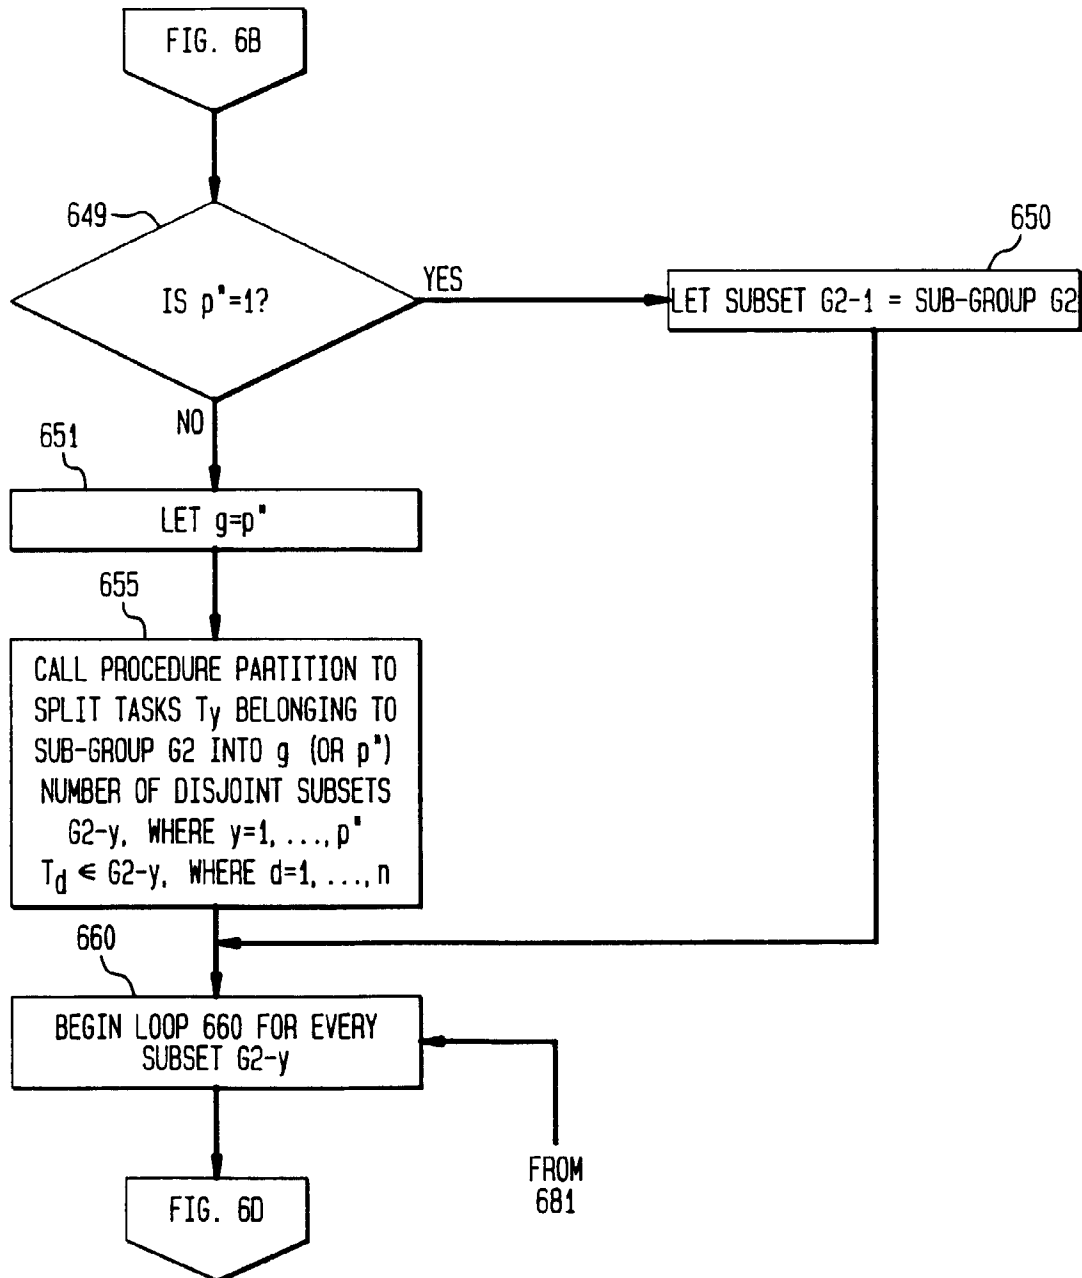 FIG. 6B
649
IS p"=1?
YES
650
LET SUBSET G2-1 = SUB-GROUP G2
NO
651
LET g=p"
655
CALL PROCEDURE PARTITION TO
SPLIT TASKS Ty BELONGING TO
SUB-GROUP G2 INTO g (OR p")
NUMBER OF DISJOINT SUBSETS
G2-y, WHERE y=1, ..., p"
Td ∈ G2-y, WHERE d=1, ..., n
660
BEGIN LOOP 660 FOR EVERY
SUBSET G2-y
FROM
681
FIG. 6D